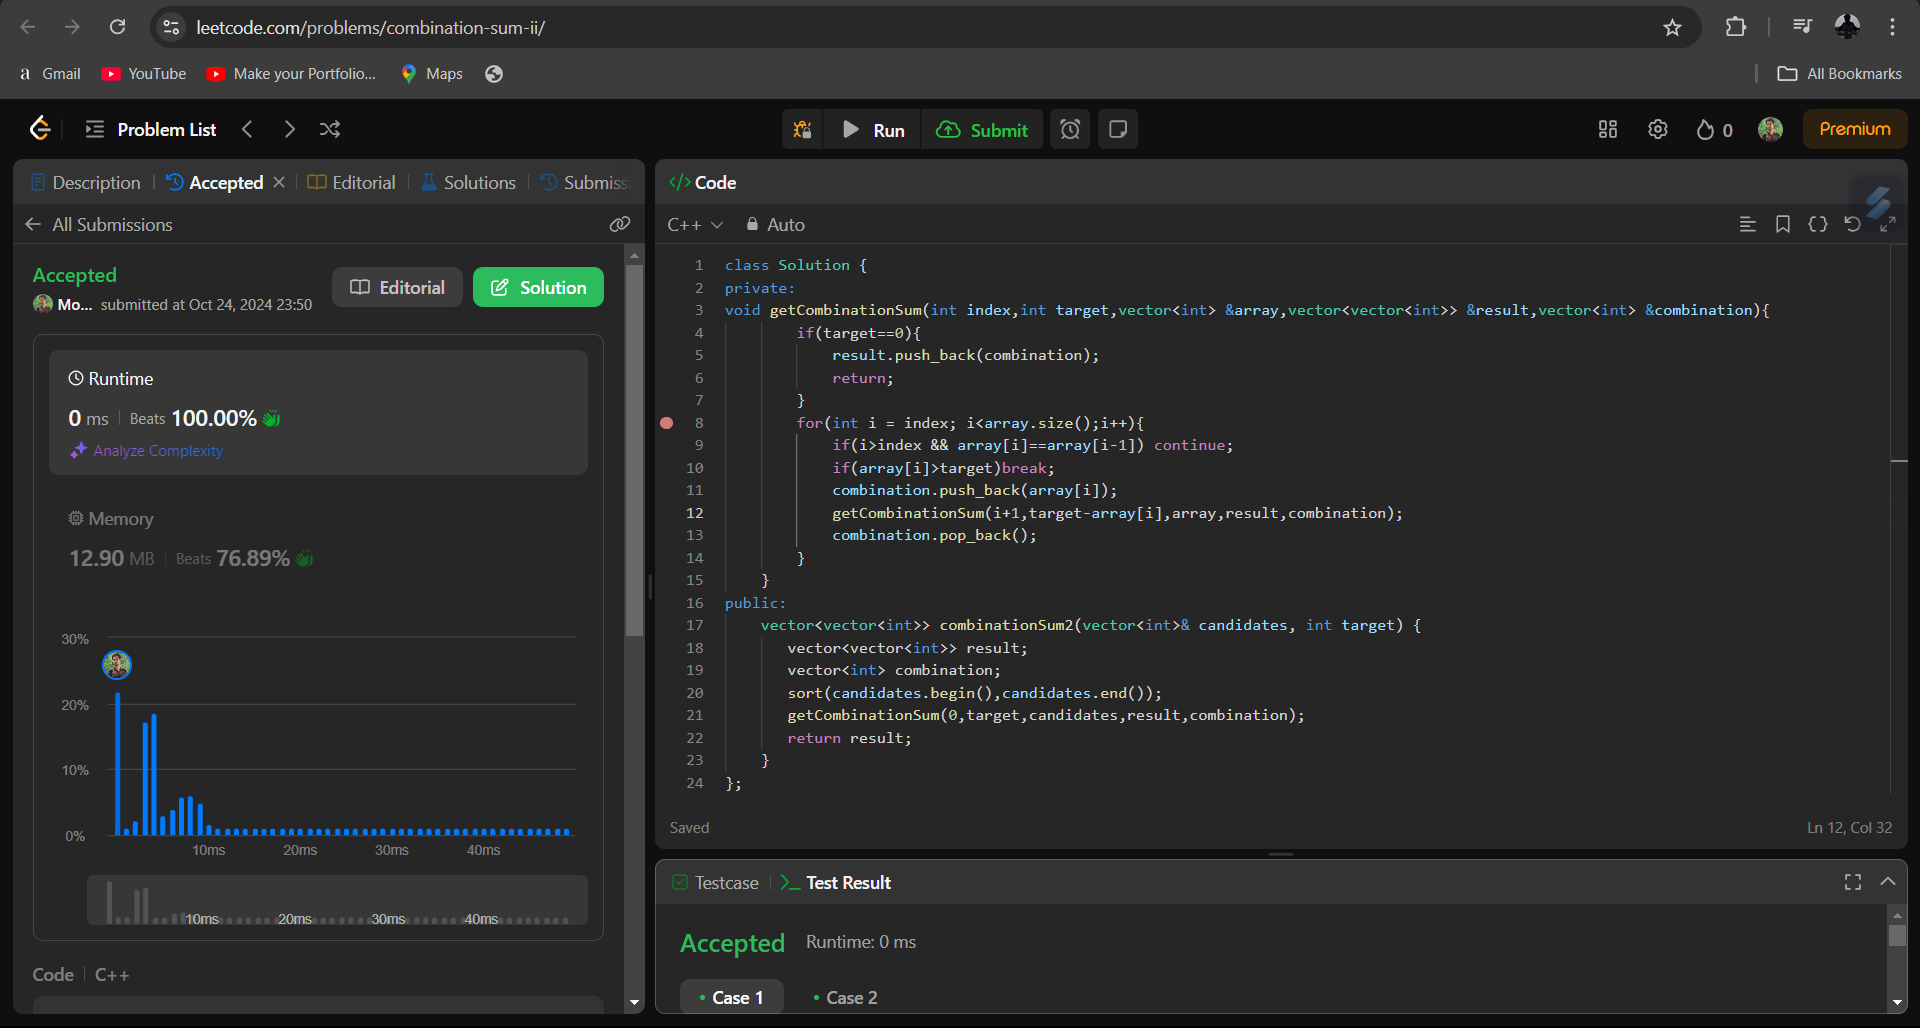 leetcode.com/problems/combination-sum-ii/
Gmail YouTube Make your Portfolio... Maps All Bookmarks
Problem List Run Submit 0 Premium
Description Accepted Editorial Solutions Submiss
All Submissions
Accepted
Mo... submitted at Oct 24, 2024 23:50
Editorial Solution
Runtime
0 ms Beats 100.00%
Analyze Complexity
Memory
12.90 MB Beats 76.89%
30%
20%
10%
0%
10ms 20ms 30ms 40ms
10ms 20ms 30ms 40ms
Code C++
</> Code
C++ Auto
1 class Solution {
2 private:
3 void getCombinationSum(int index,int target,vector<int> &array,vector<vector<int>> &result,vector<int> &combination){
4 if(target==0){
5 result.push_back(combination);
6 return;
7 }
8 for(int i = index; i<array.size();i++){
9 if(i>index && array[i]==array[i-1]) continue;
10 if(array[i]>target)break;
11 combination.push_back(array[i]);
12 getCombinationSum(i+1,target-array[i],array,result,combination);
13 combination.pop_back();
14 }
15 }
16 public:
17 vector<vector<int>> combinationSum2(vector<int>& candidates, int target) {
18 vector<vector<int>> result;
19 vector<int> combination;
20 sort(candidates.begin(),candidates.end());
21 getCombinationSum(0,target,candidates,result,combination);
22 return result;
23 }
24 };
Saved Ln 12, Col 32
Testcase Test Result
Accepted Runtime: 0 ms
Case 1 Case 2